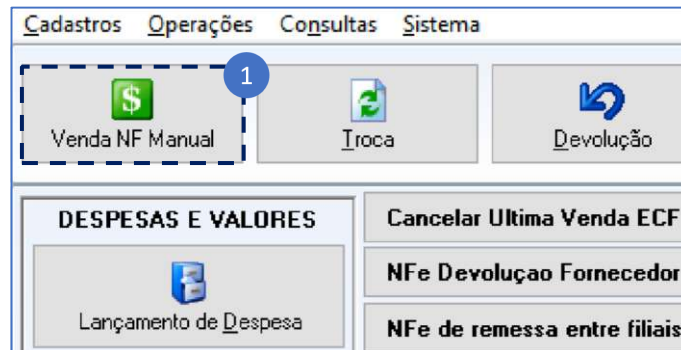 Cadastros Operações Consultas Sistema
1
Venda NF Manual Troca Devolução
DESPESAS E VALORES
Cancelar Ultima Venda ECF
NFe Devoluçao Fornecedor
Lançamento de Despesa
NFe de remessa entre filiais